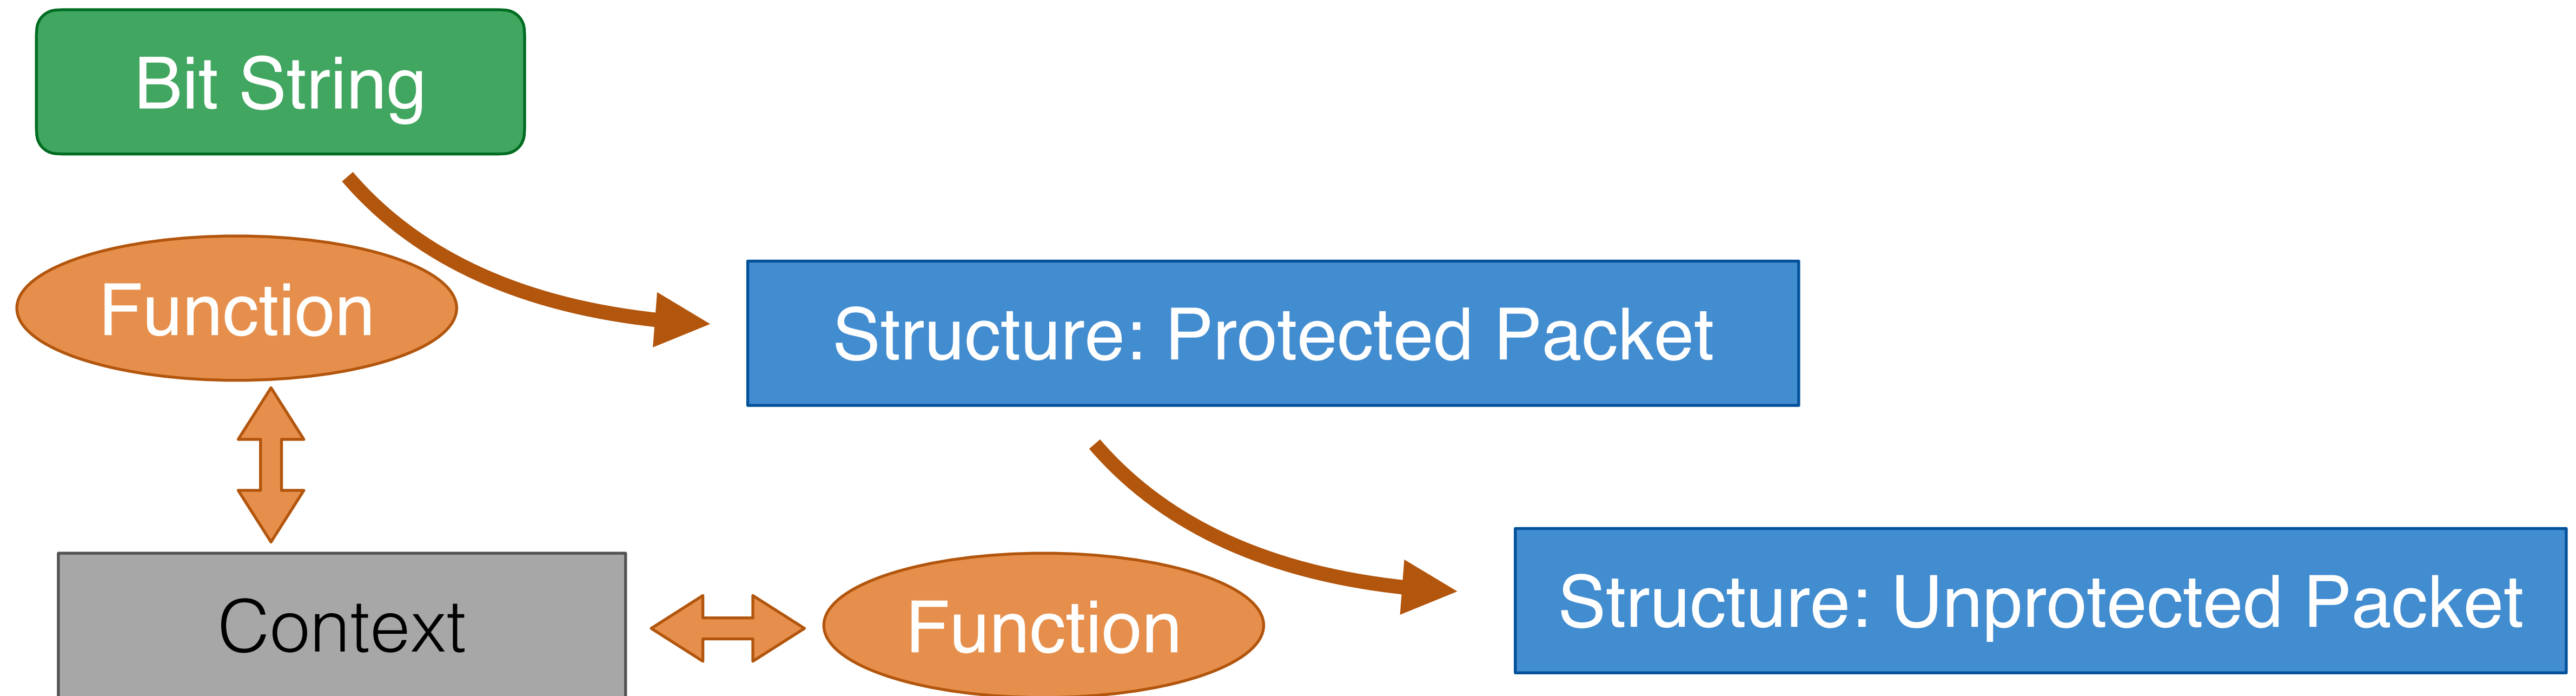 Bit String
Function
Structure: Protected Packet
Context
Function
Structure: Unprotected Packet